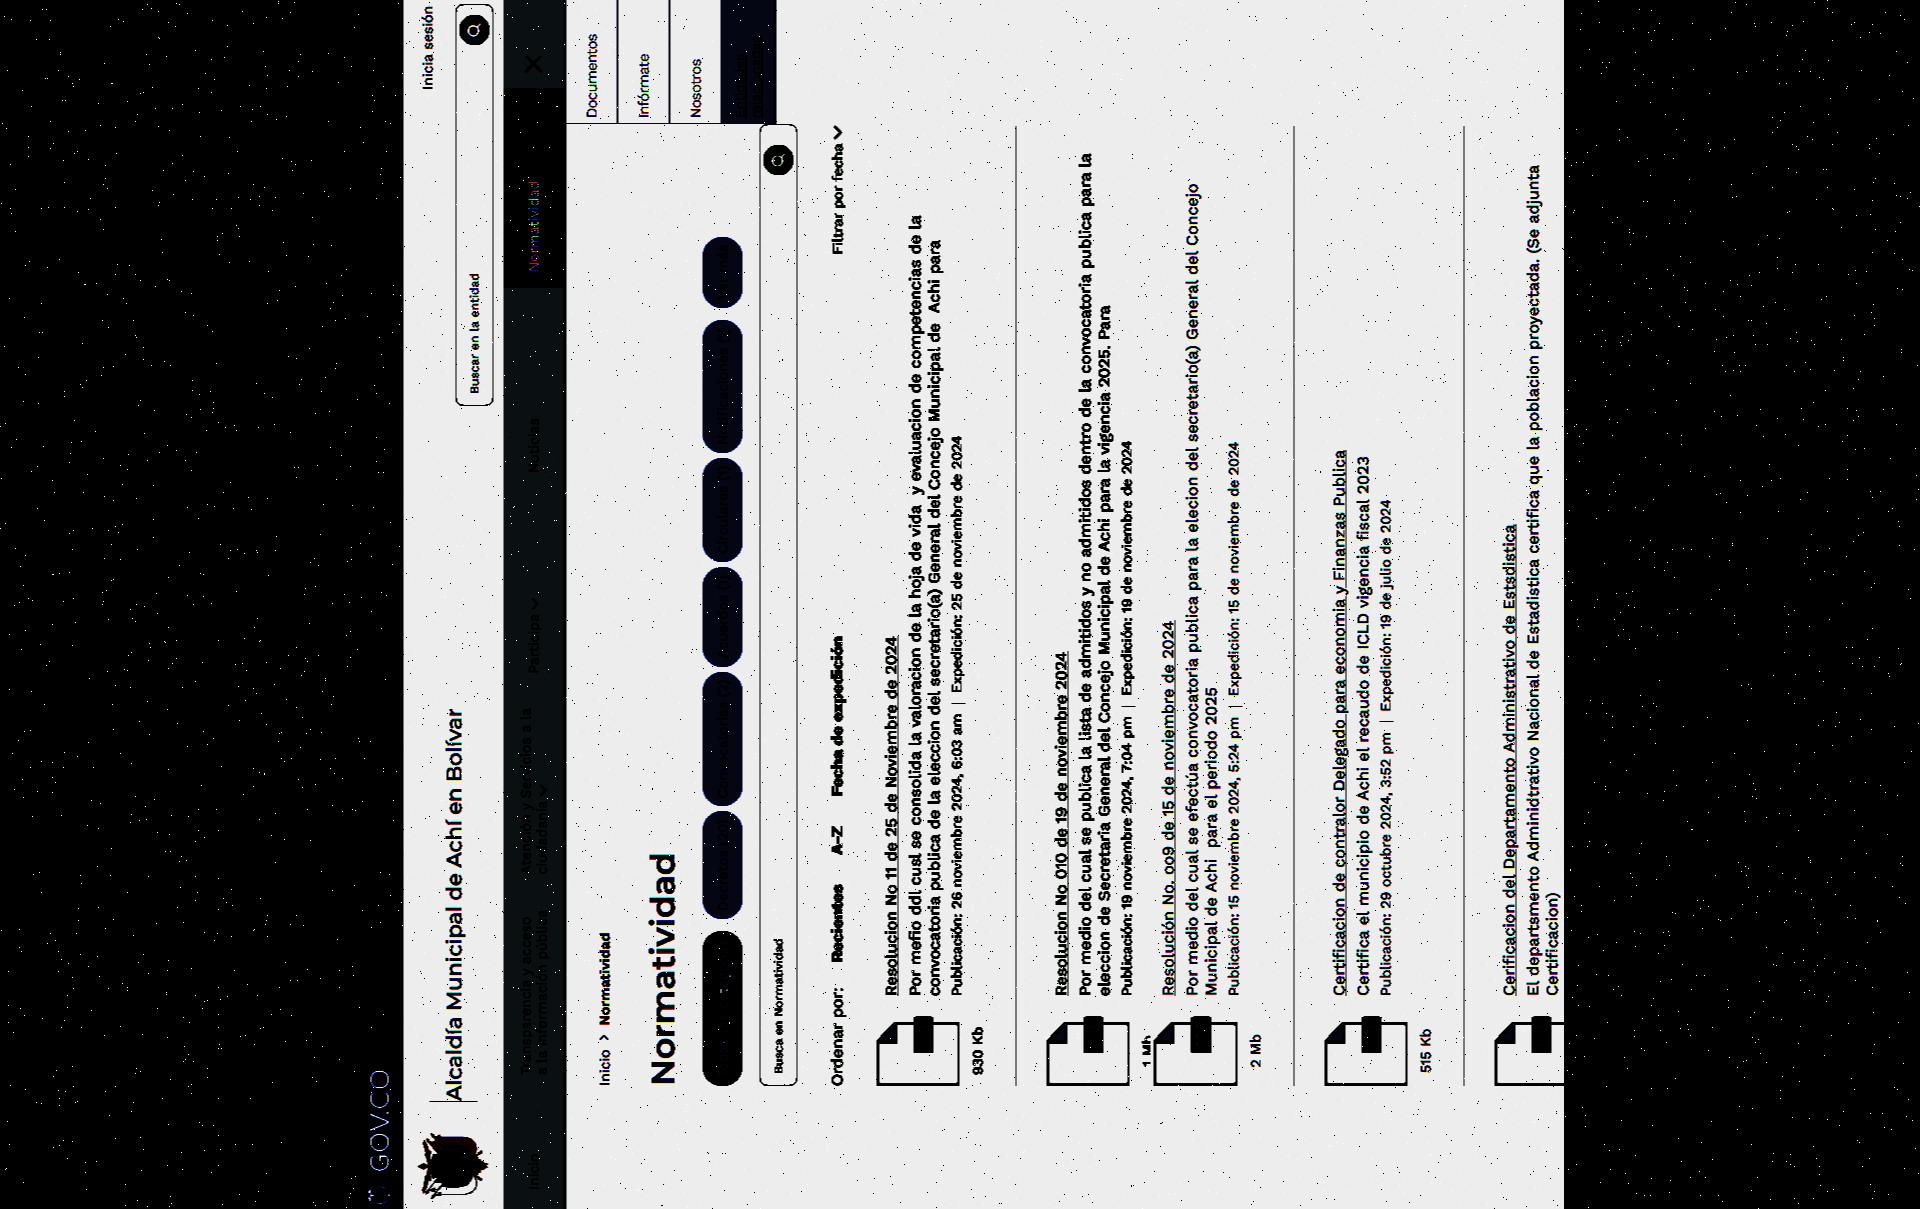 GOV.CO
Inicia sesión
Alcaldía Municipal de Achí en Bolívar
Buscar en la entidad
Inicio
Transparencia y acceso
a la información pública
Atención y Servicios a la
ciudadanía
Participa
Noticias
Normatividad
Documentos
Infórmate
Nosotros
Inicio > Normatividad
Normatividad
Busca en Normatividad
Ordenar por: Recientes A-Z Fecha de expedición Filtrar por fecha
Resolucion No 11 de 25 de Noviembre de 2024
Por mefio ddl cusl se consolida la valoracion de la hoja de vida y evaluacion de competencias de la
convocatoria publica de la eleccion del secretario(a) General del Concejo Municipal de Achi para
Publicación: 26 noviembre 2024, 6:03 am | Expedición: 25 de noviembre de 2024
930 Kb
Resolucion No 010 de 19 de noviembre 2024
Por medio del cual se publica la lista de admitidos y no admitidos dentro de la convocatoria publica para la
eleccion de Secretaria General del Concejo Municipal de Achi para la vigencia 2025. Para
Publicación: 19 noviembre 2024, 7:04 pm | Expedición: 19 de noviembre de 2024
1 Mb
Resolución No. oo9 de 15 de noviembre de 2024
Por medio del cual se efectúa convocatoria publica para la elecion del secretario(a) General del Concejo
Municipal de Achi para el periodo 2025
Publicación: 15 noviembre 2024, 5:24 pm | Expedición: 15 de noviembre de 2024
2 Mb
Certificacion de contralor Delegado para economia y Finanzas Publica
Certifica el municipio de Achi el recaudo de ICLD vigencia fiscal 2023
Publicación: 29 octubre 2024, 3:52 pm | Expedición: 19 de julio de 2024
515 Kb
Cerificacion del Departamento Administrativo de Estsdistica
El departsmento Adminidtrativo Nacional de Estadistica certifica que la poblacion proyectada. (Se adjunta
Certificacion)